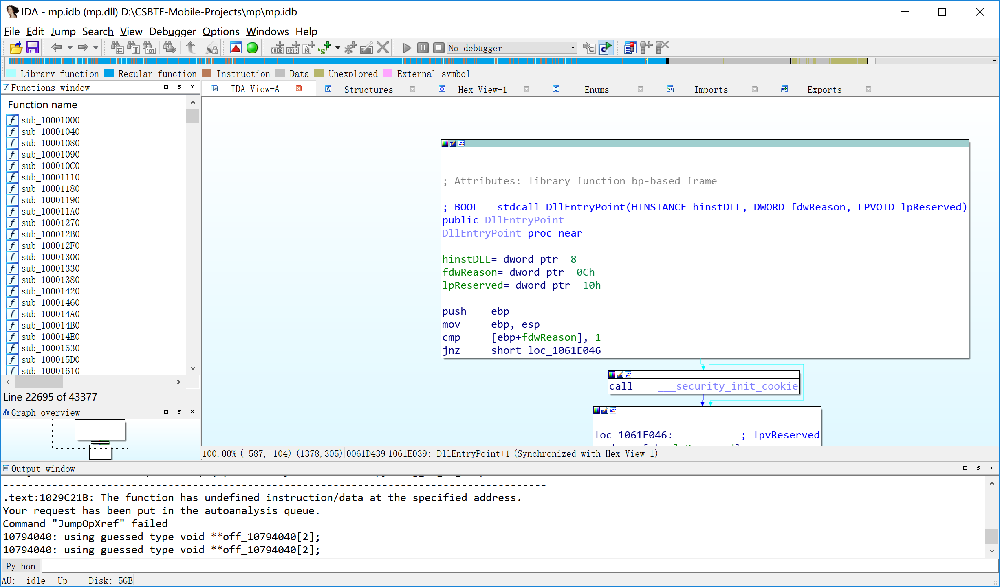 IDA - mp.idb (mp.dll) D:\CSBTE-Mobile-Projects\mp\mp.idb
File Edit Jump Search View Debugger Options Windows Help
No debugger
Library function Regular function Instruction Data Unexplored External symbol
Functions window
IDA View-A Structures Hex View-1 Enums Imports Exports
Function name
sub_10001000
sub_10001040
sub_10001080
sub_10001090
sub_100010C0
sub_10001110
sub_10001180
sub_10001190
sub_100011A0
sub_10001270
sub_100012B0
sub_100012F0
sub_10001300
sub_10001330
sub_10001380
sub_10001420
sub_10001460
sub_100014A0
sub_100014B0
sub_100014E0
sub_10001530
sub_100015D0
sub_10001610
Line 22695 of 43377
Graph overview
; Attributes: library function bp-based frame
; BOOL __stdcall DllEntryPoint(HINSTANCE hinstDLL, DWORD fdwReason, LPVOID lpReserved)
public DllEntryPoint
DllEntryPoint proc near
hinstDLL= dword ptr  8
fdwReason= dword ptr  0Ch
lpReserved= dword ptr  10h
push    ebp
mov     ebp, esp
cmp     [ebp+fdwReason], 1
jnz     short loc_1061E046
call    ___security_init_cookie
loc_1061E046:           ; lpvReserved
100.00% (-587,-104) (1378,305) 0061D439 1061E039: DllEntryPoint+1 (Synchronized with Hex View-1)
Output window
-----------------------------------------------------------------------------------------
.text:1029C21B: The function has undefined instruction/data at the specified address.
Your request has been put in the autoanalysis queue.
Command "JumpOpXref" failed
10794040: using guessed type void **off_10794040[2];
10794040: using guessed type void **off_10794040[2];
Python
AU: idle Up Disk: 5GB